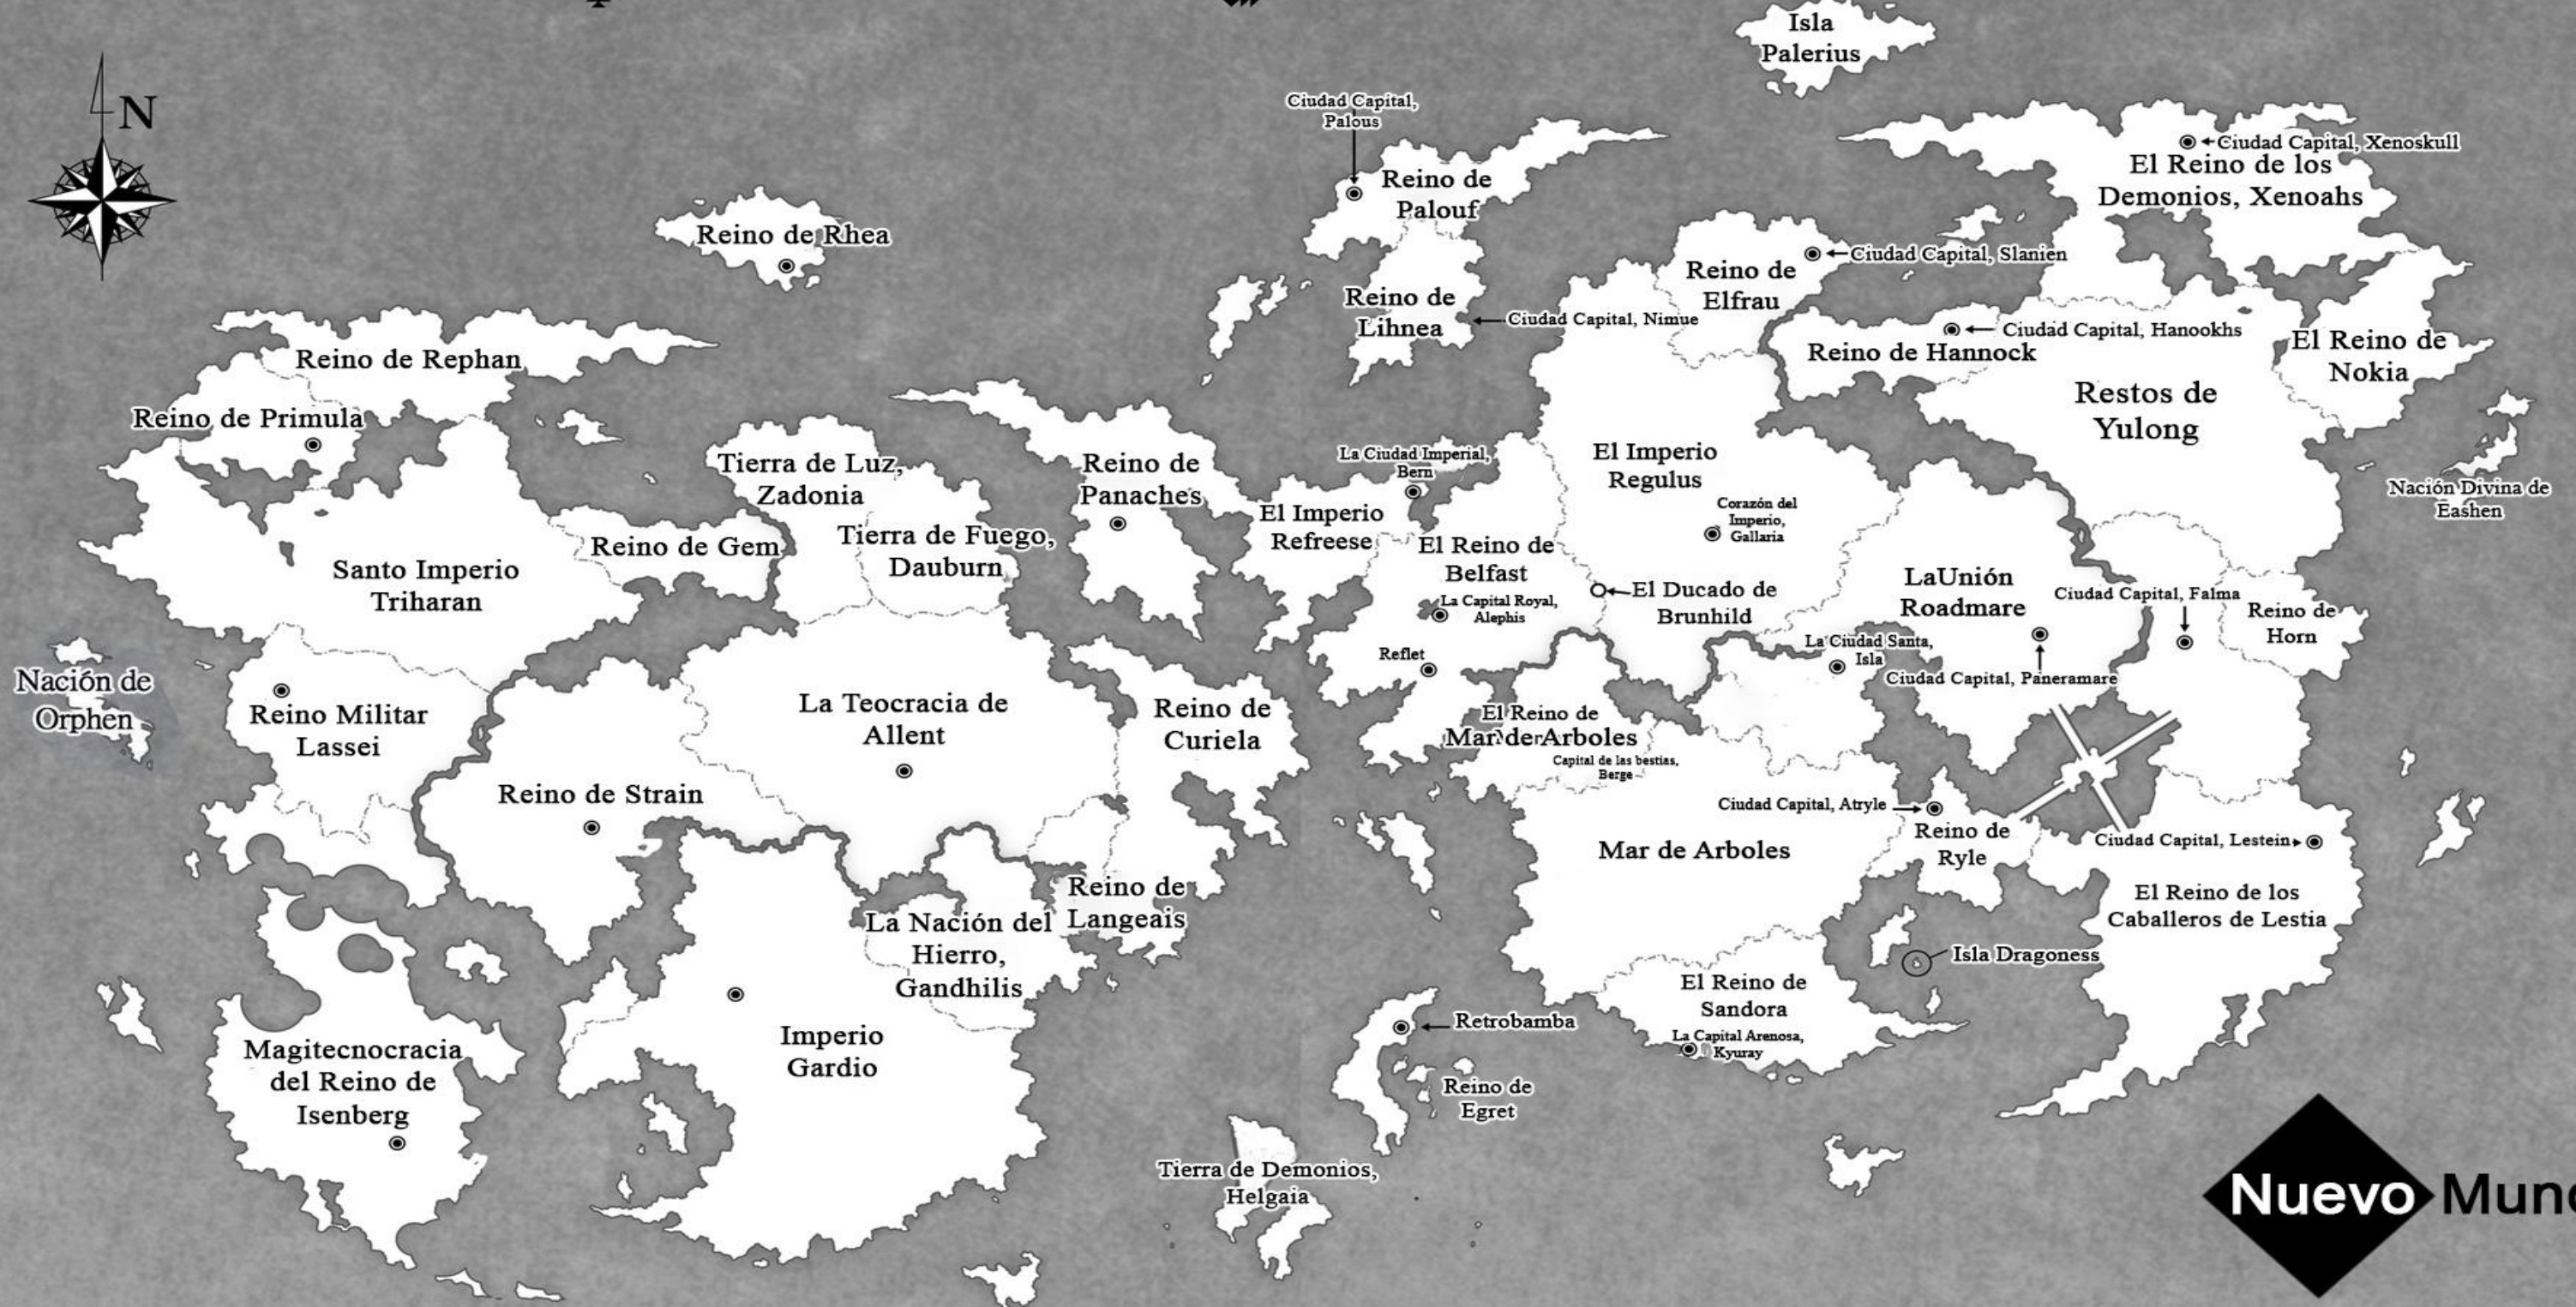 Isla
Palerius
N
Ciudad Capital,
Palous
Ciudad Capital, Xenoskull
El Reino de los
Demonios, Xenoahs
Reino de
Palouf
Reino de Rhea
Ciudad Capital, Slanien
Reino de
Elfrau
Reino de
Lihnea
Ciudad Capital, Nimue
Ciudad Capital, Hanookhs
Reino de Hannock
El Reino de
Nokia
Reino de Rephan
Restos de
Yulong
Reino de Primula
Tierra de Luz,
Zadonia
Reino de
Panaches
La Ciudad Imperial,
Bern
El Imperio
Regulus
Nación Divina de
Eashen
Corazón del
Imperio,
Gallaria
El Imperio
Refreese
Tierra de Fuego,
Dauburn
Reino de Gem
El Reino de
Belfast
Santo Imperio
Triharan
LaUnión
Roadmare
El Ducado de
Brunhild
Ciudad Capital, Falma
La Capital Royal,
Alephis
Reino de
Horn
La Ciudad Santa,
Isla
Reflet
Ciudad Capital, Paneramare
Nación de
Orphen
Reino Militar
Lassei
La Teocracia de
Allent
Reino de
Curiela
El Reino de
Mar de Arboles
Capital de las bestias,
Berge
Reino de Strain
Ciudad Capital, Atryle
Reino de
Ryle
Ciudad Capital, Lestein
Mar de Arboles
Reino de
Langeais
El Reino de los
Caballeros de Lestia
La Nación del
Hierro,
Gandhilis
Isla Dragoness
El Reino de
Sandora
Retrobamba
La Capital Arenosa,
Kyuray
Imperio
Gardio
Magitecnocracia
del Reino de
Isenberg
Reino de
Egret
Tierra de Demonios,
Helgaia
Nuevo